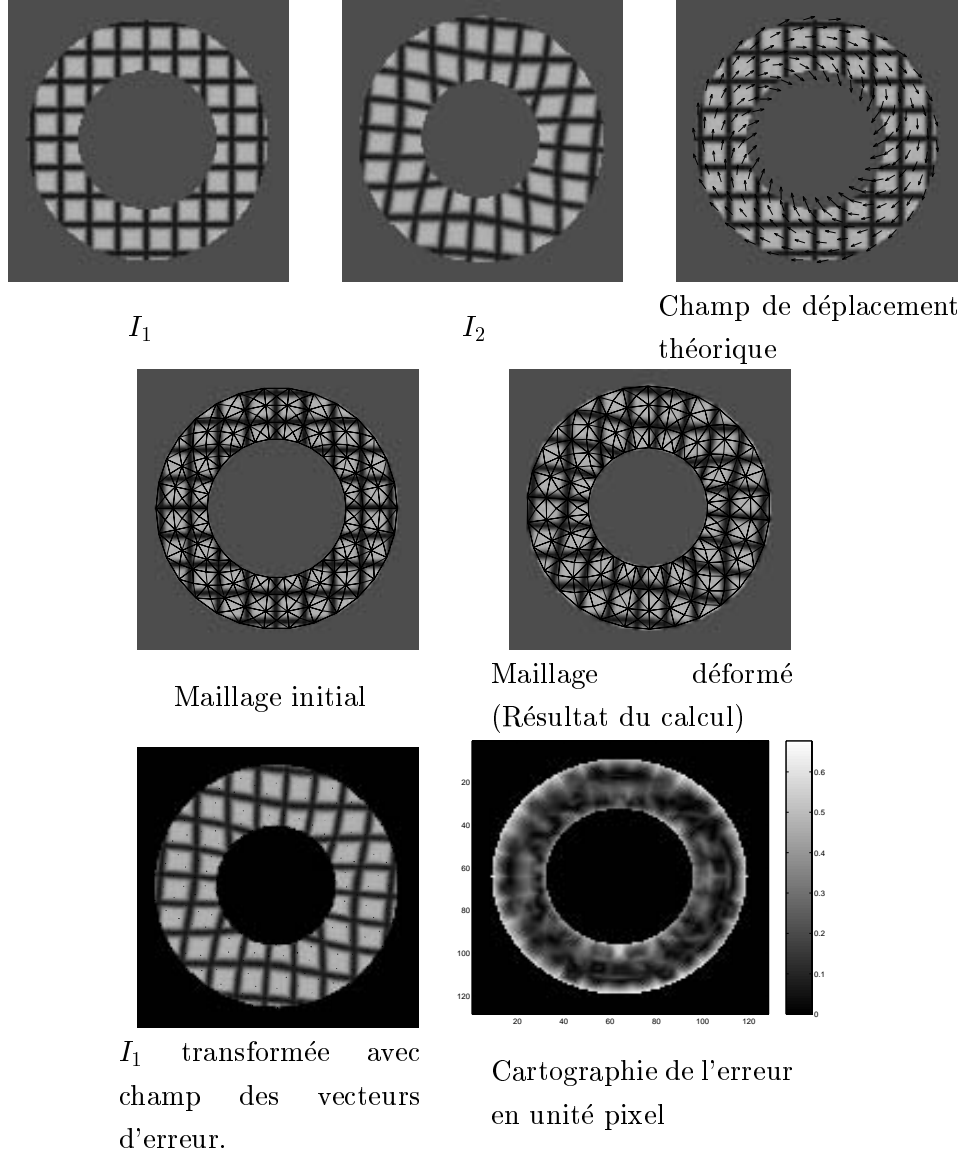 I₁
I₂
Champ de déplacement
théorique
Maillage initial
Maillage déformé
(Résultat du calcul)
20
40
60
80
100
120
20 40 60 80 100 120
0.6
0.5
0.4
0.3
0.2
0.1
0
I₁ transformée avec
champ des vecteurs
d'erreur.
Cartographie de l'erreur
en unité pixel